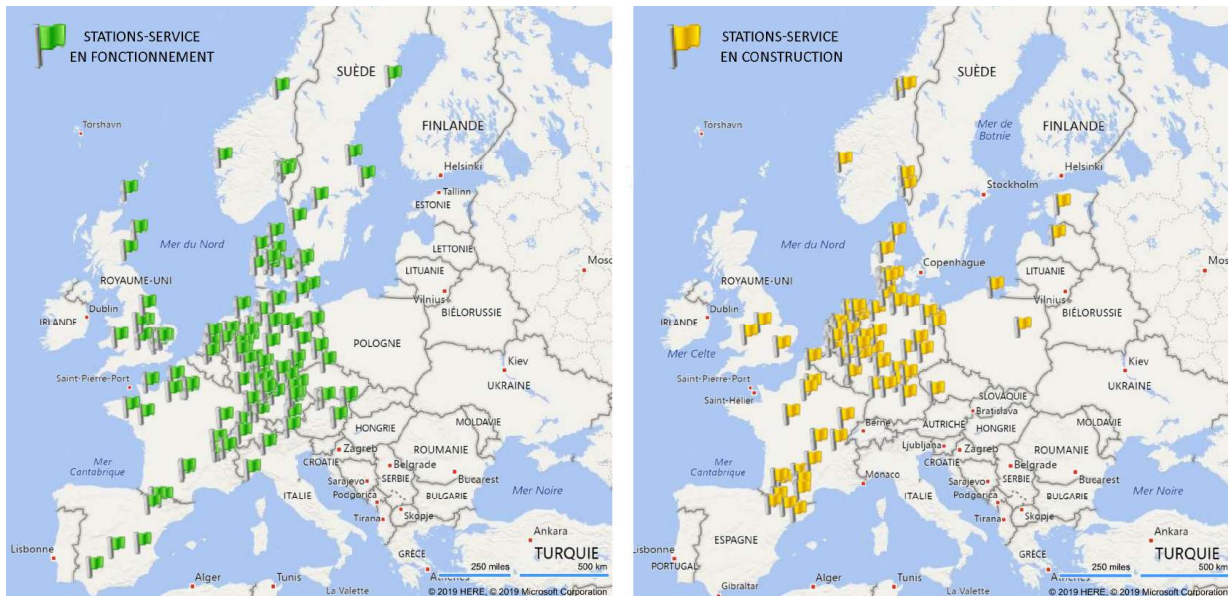 STATIONS-SERVICE
EN FONCTIONNEMENT
SUÈDE
Tórshavn
FINLANDE
Helsinki
Tallinn
ESTONIE
Mer du Nord
LETTONIE
Mosc
ROYAUME-UNI
LITUANIE
Vilnius
Dublin
IRLANDE
BIÉLORUSSIE
POLOGNE
Kiev
UKRAINE
Saint-Pierre-Port
MOLDAVIE
HONGRIE
ROUMANIE
Zagreb
CROATIE
Belgrade
Mer
Cantabrique
Sarajevo
SERBIE
Bucarest
ITALIE
Podgorica
BULGARIE
Mer Noire
Skopje
Tirana
Ankara
Lisbonne
GRÈCE
TURQUIE
250 miles
500 km
Alger
Tunis
Athènes
La Valette
© 2019 HERE, © 2019 Microsoft Corporation
STATIONS-SERVICE
EN CONSTRUCTION
SUÈDE
Tórshavn
Mer de
Botnie
FINLANDE
Helsinki
Stockholm
Mer du Nord
Copenhague
Mosc
ROYAUME-UNI
LITUANIE
Vilnius
Dublin
IRLANDE
BIÉLORUSSIE
Mer Celte
Kiev
UKRAINE
Saint-Pierre-Port
Saint-Hélier
SLOVAQUIE
Bratislava
MOLDAVIE
Berne
AUTRICHE
HONGRIE
Ljubljana
ROUMANIE
Zagreb
CROATIE
Belgrade
Mer
Cantabrique
Monaco
Sarajevo
SERBIE
Bucarest
ITALIE
Podgorica
BULGARIE
Mer Noire
Skopje
Tirana
ESPAGNE
Ankara
Lisbonne
PORTUGAL
GRÈCE
TURQUIE
250 miles
500 km
Gibraltar
Alger
Tunis
Athènes
La Valette
© 2019 HERE, © 2019 Microsoft Corporation